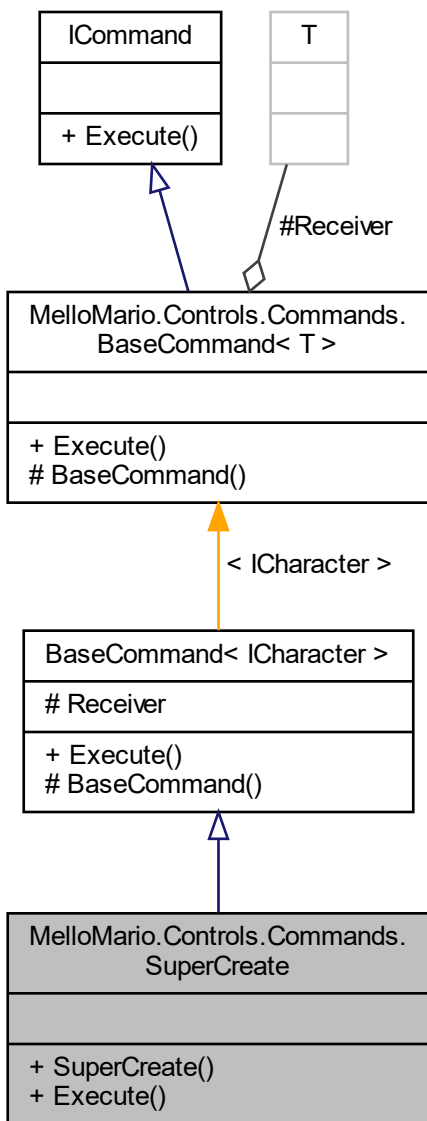 ICommand
+ Execute()
T
#Receiver
MelloMario.Controls.Commands.
BaseCommand< T >
+ Execute()
# BaseCommand()
< ICharacter >
BaseCommand< ICharacter >
# Receiver
+ Execute()
# BaseCommand()
MelloMario.Controls.Commands.
SuperCreate
+ SuperCreate()
+ Execute()